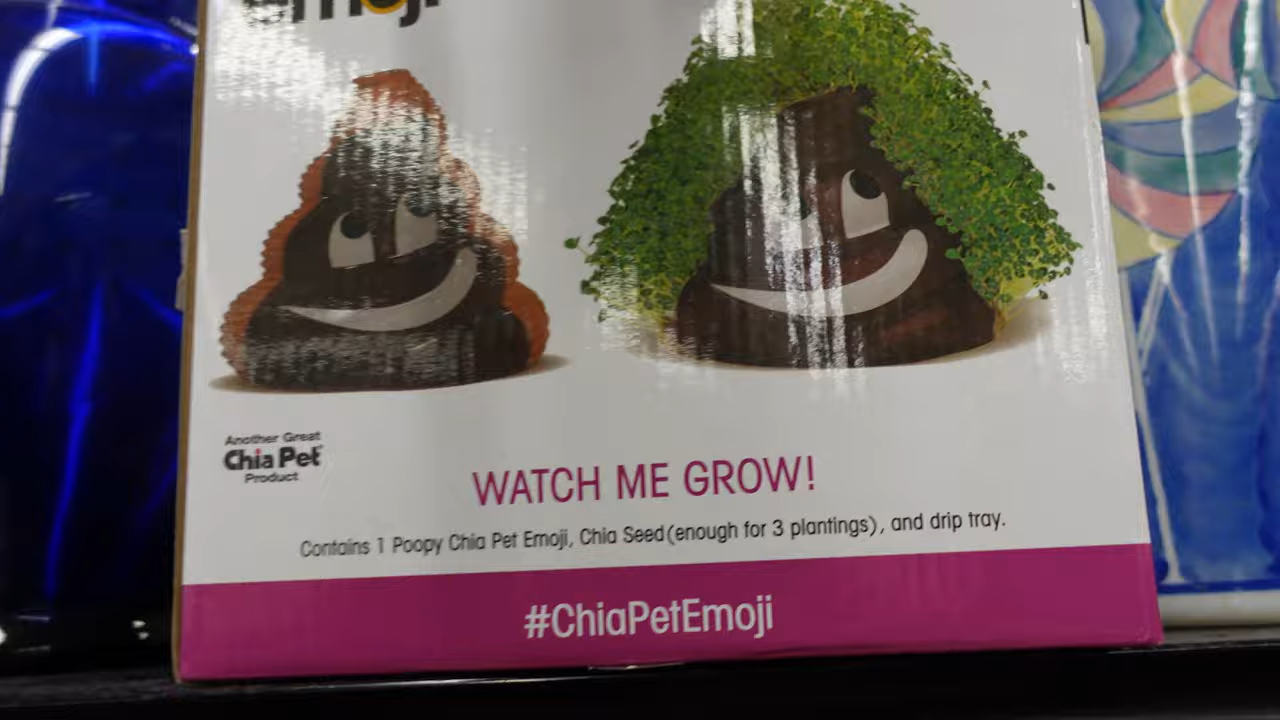 emoji
Another Great
Chia Pet
Product
WATCH ME GROW!
Contains 1 Poopy Chia Pet Emoji, Chia Seed (enough for 3 plantings), and drip tray.
#ChiaPetEmoji